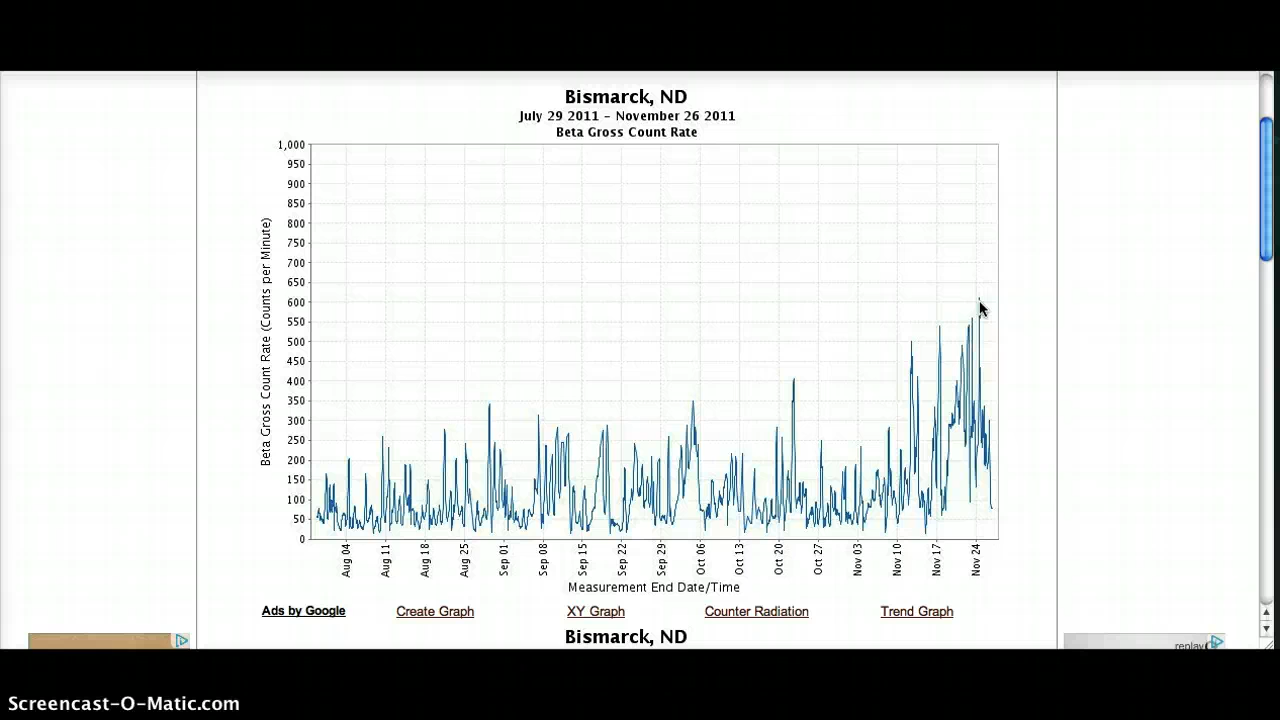 Bismarck, ND
July 29 2011 - November 26 2011
Beta Gross Count Rate
1,000
950
900
850
800
750
700
650
600
550
500
450
400
350
300
250
200
150
100
50
0
Beta Gross Count Rate (Counts per Minute)
Aug 04
Aug 11
Aug 18
Aug 25
Sep 01
Sep 08
Sep 15
Sep 22
Sep 29
Oct 06
Oct 13
Oct 20
Oct 27
Nov 03
Nov 10
Nov 17
Nov 24
Measurement End Date/Time
Ads by Google Create Graph XY Graph Counter Radiation Trend Graph
Bismarck, ND
Screencast-O-Matic.com